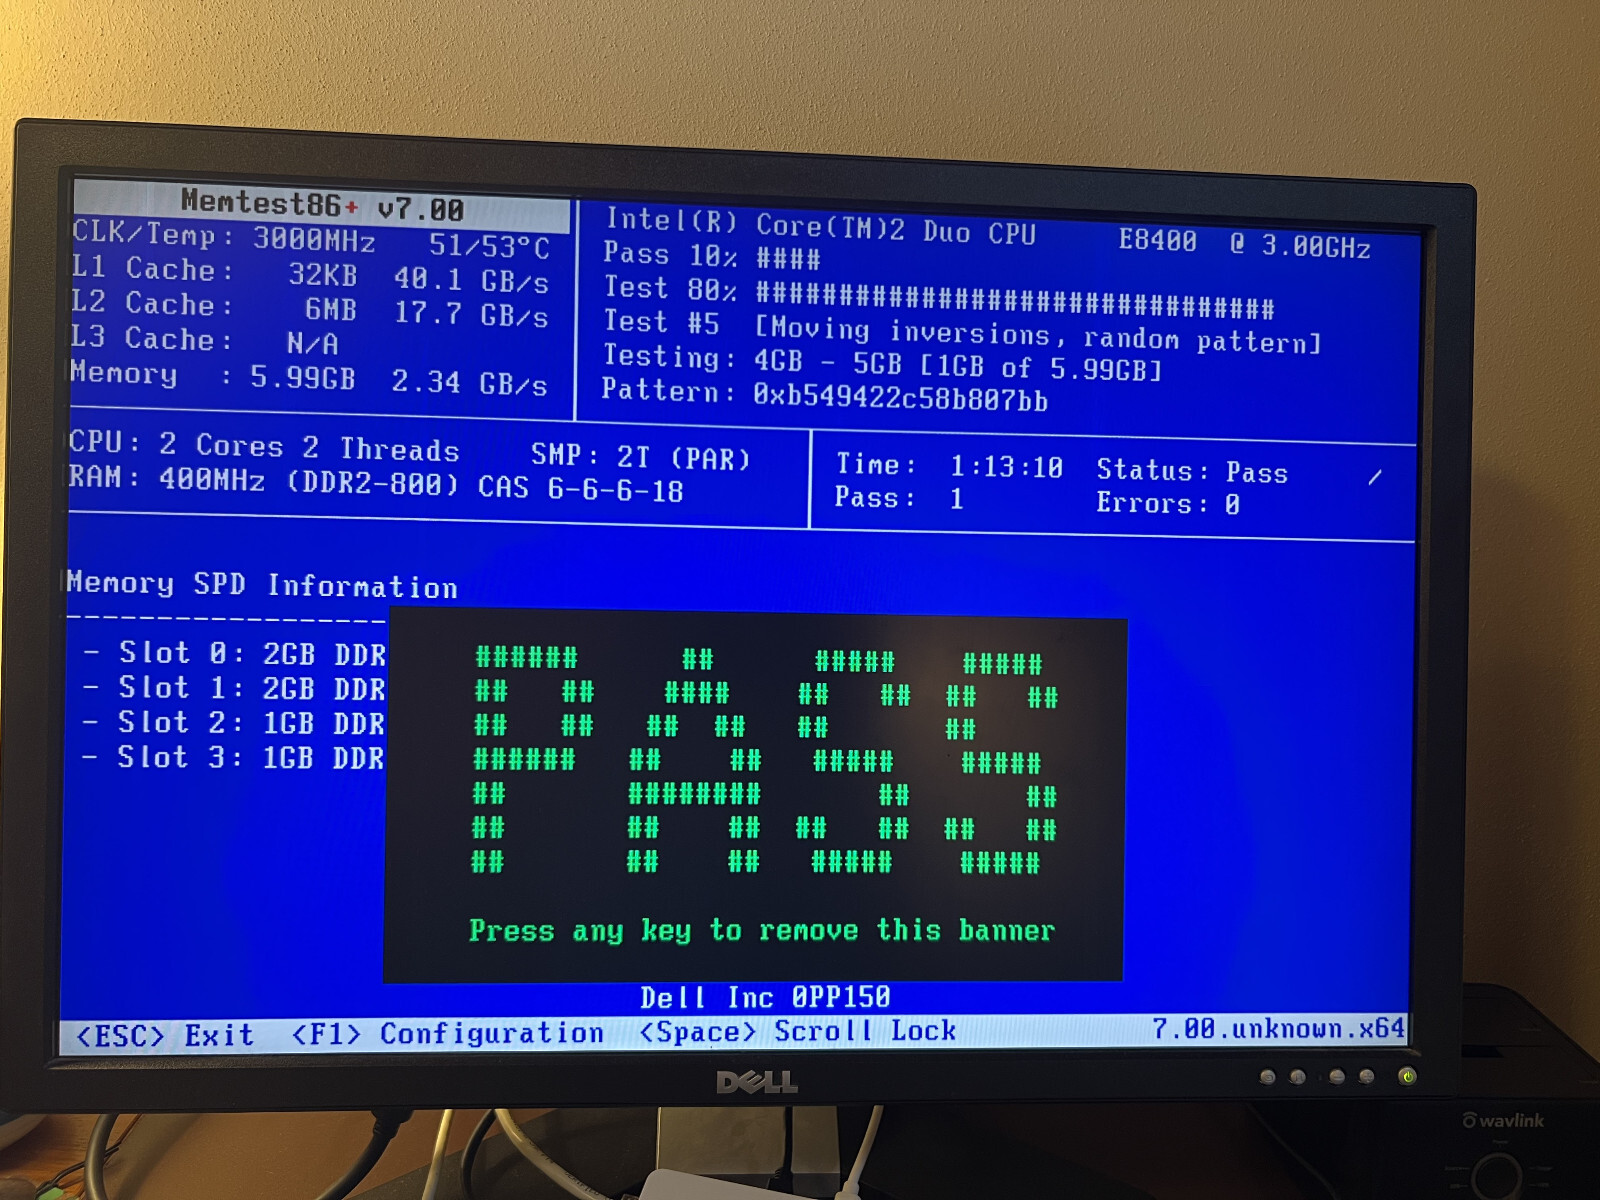 Memtest86+ v7.00
CLK/Temp: 3000MHz 51/53°C
L1 Cache: 32KB 40.1 GB/s
L2 Cache: 6MB 17.7 GB/s
L3 Cache: N/A
Memory : 5.99GB 2.34 GB/s
Intel(R) Core(TM)2 Duo CPU E8400 @ 3.00GHz
Pass 10% ####
Test 80% ################################
Test #5 [Moving inversions, random pattern]
Testing: 4GB - 5GB [1GB of 5.99GB]
Pattern: 0xb549422c58b807bb
CPU: 2 Cores 2 Threads SMP: 2T (PAR)
RAM: 400MHz (DDR2-800) CAS 6-6-6-18
Time: 1:13:10 Status: Pass /
Pass: 1 Errors: 0
Memory SPD Information
- Slot 0: 2GB DDR
- Slot 1: 2GB DDR
- Slot 2: 1GB DDR
- Slot 3: 1GB DDR
PASS
Press any key to remove this banner
Dell Inc 0PP150
<ESC> Exit <F1> Configuration <Space> Scroll Lock 7.00.unknown.x64
DELL
wavlink